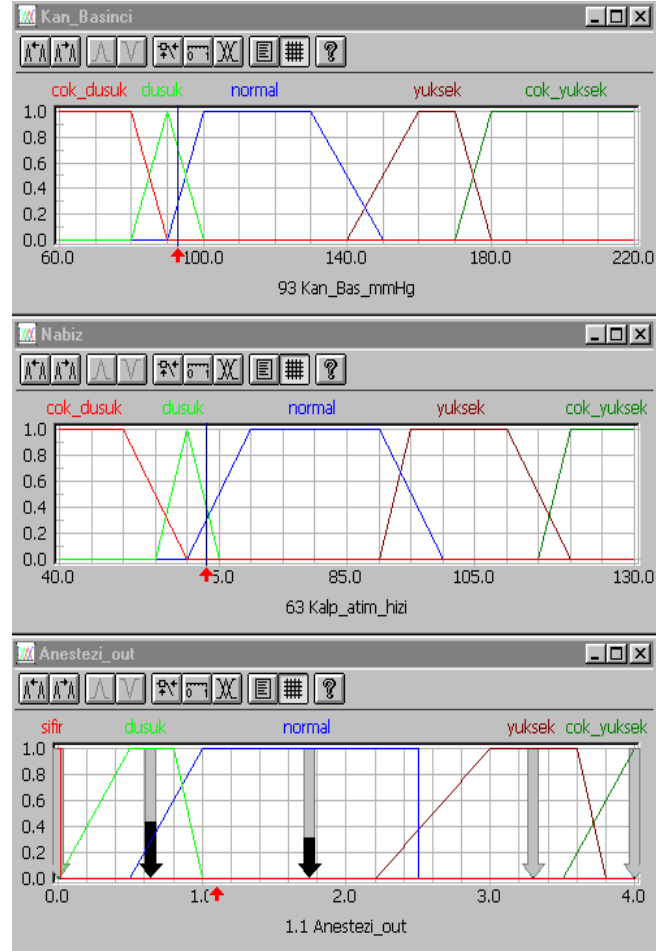 Kan_Basinci
cok_dusuk dusuk normal yuksek cok_yuksek
1.0
0.8
0.6
0.4
0.2
0.0
60.0 100.0 140.0 180.0 220.0
93 Kan_Bas_mmHg
Nabiz
cok_dusuk dusuk normal yuksek cok_yuksek
1.0
0.8
0.6
0.4
0.2
0.0
40.0 5.0 85.0 105.0 130.0
63 Kalp_atim_hizi
Anestezi_out
sifir dusuk normal yuksek cok_yuksek
1.0
0.8
0.6
0.4
0.2
0.0
0.0 1.0 2.0 3.0 4.0
1.1 Anestezi_out